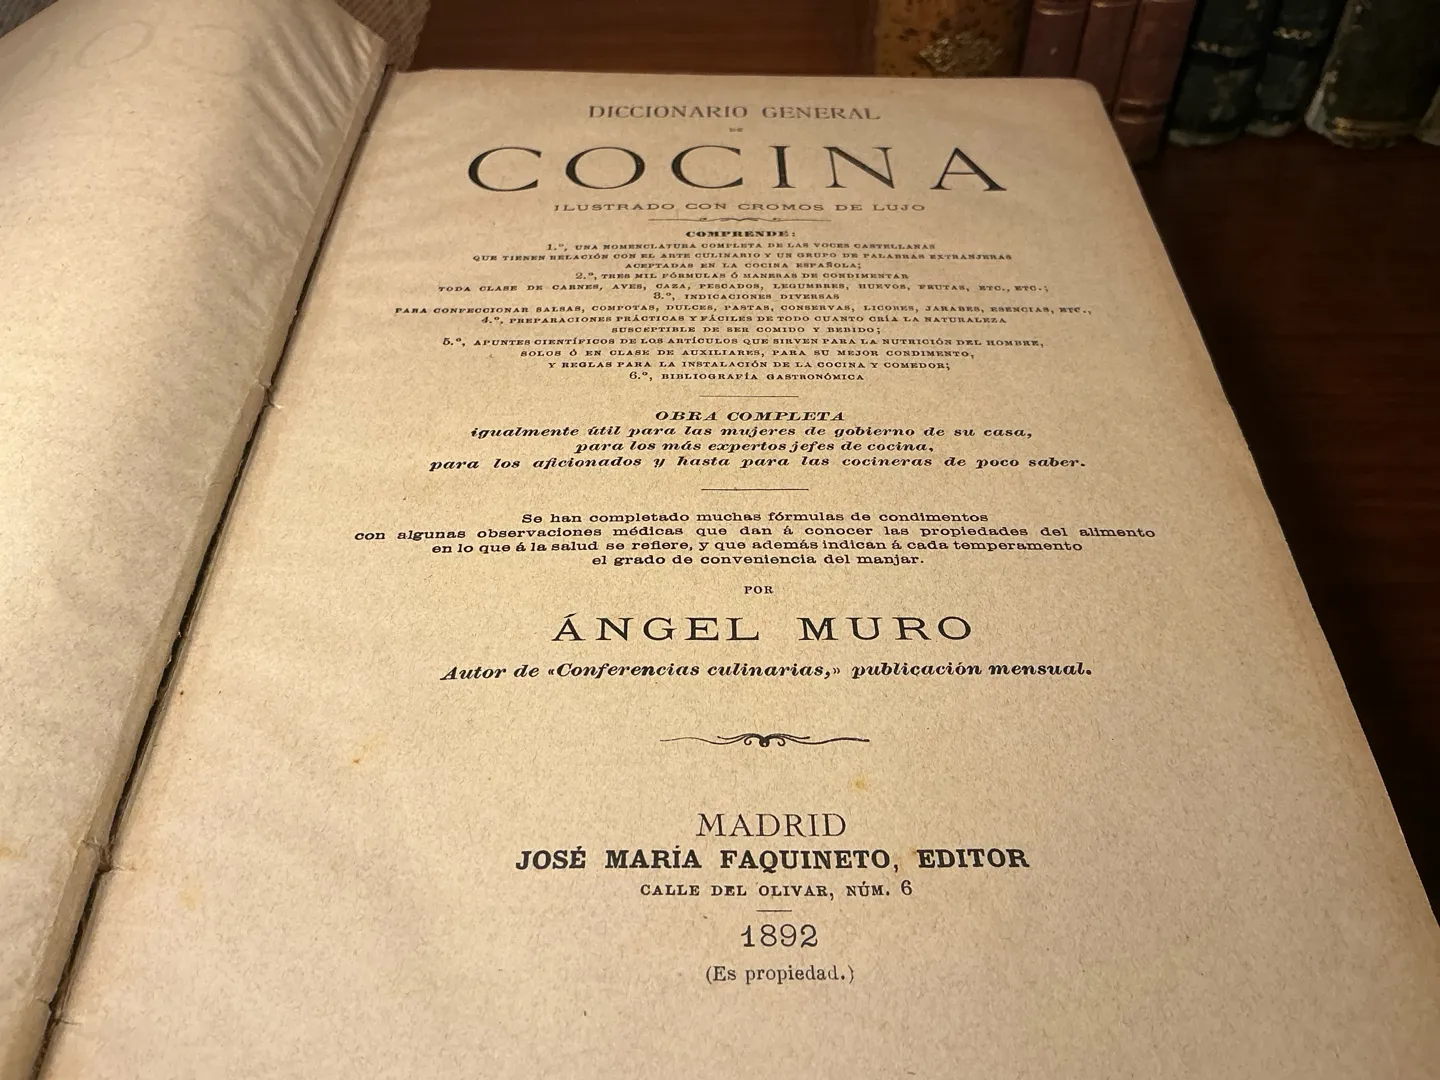 DICCIONARIO GENERAL
DE
COCINA
ILUSTRADO CON CROMOS DE LUJO
COMPRENDE:
1.º, UNA NOMENCLATURA COMPLETA DE LAS VOCES CASTELLANAS
QUE TIENEN RELACIÓN CON EL ARTE CULINARIO Y UN GRUPO DE PALABRAS EXTRANJERAS
ACEPTADAS EN LA COCINA ESPAÑOLA;
2.º, TRES MIL FÓRMULAS Ó MANERAS DE CONDIMENTAR
TODA CLASE DE CARNES, AVES, CAZA, PESCADOS, LEGUMBRES, HUEVOS, FRUTAS, ETC., ETC.;
3.º, INDICACIONES DIVERSAS
PARA CONFECCIONAR SALSAS, COMPOTAS, DULCES, PASTAS, CONSERVAS, LICORES, JARABES, ESENCIAS, ETC.,
4.º, PREPARACIONES PRÁCTICAS Y FÁCILES DE TODO CUANTO CRÍA LA NATURALEZA
SUSCEPTIBLE DE SER COMIDO Y BEBIDO;
5.º, APUNTES CIENTÍFICOS DE LOS ARTÍCULOS QUE SIRVEN PARA LA NUTRICIÓN DEL HOMBRE,
SOLOS Ó EN CLASE DE AUXILIARES, PARA SU MEJOR CONDIMENTO,
Y REGLAS PARA LA INSTALACIÓN DE LA COCINA Y COMEDOR;
6.º, BIBLIOGRAFÍA GASTRONÓMICA
OBRA COMPLETA
igualmente útil para las mujeres de gobierno de su casa,
para los más expertos jefes de cocina,
para los aficionados y hasta para las cocineras de poco saber.
Se han completado muchas fórmulas de condimentos
con algunas observaciones médicas que dan á conocer las propiedades del alimento
en lo que á la salud se refiere, y que además indican á cada temperamento
el grado de conveniencia del manjar.
POR
ÁNGEL MURO
Autor de «Conferencias culinarias,» publicación mensual.
MADRID
JOSÉ MARÍA FAQUINETO, EDITOR
CALLE DEL OLIVAR, NÚM. 6
1892
(Es propiedad.)